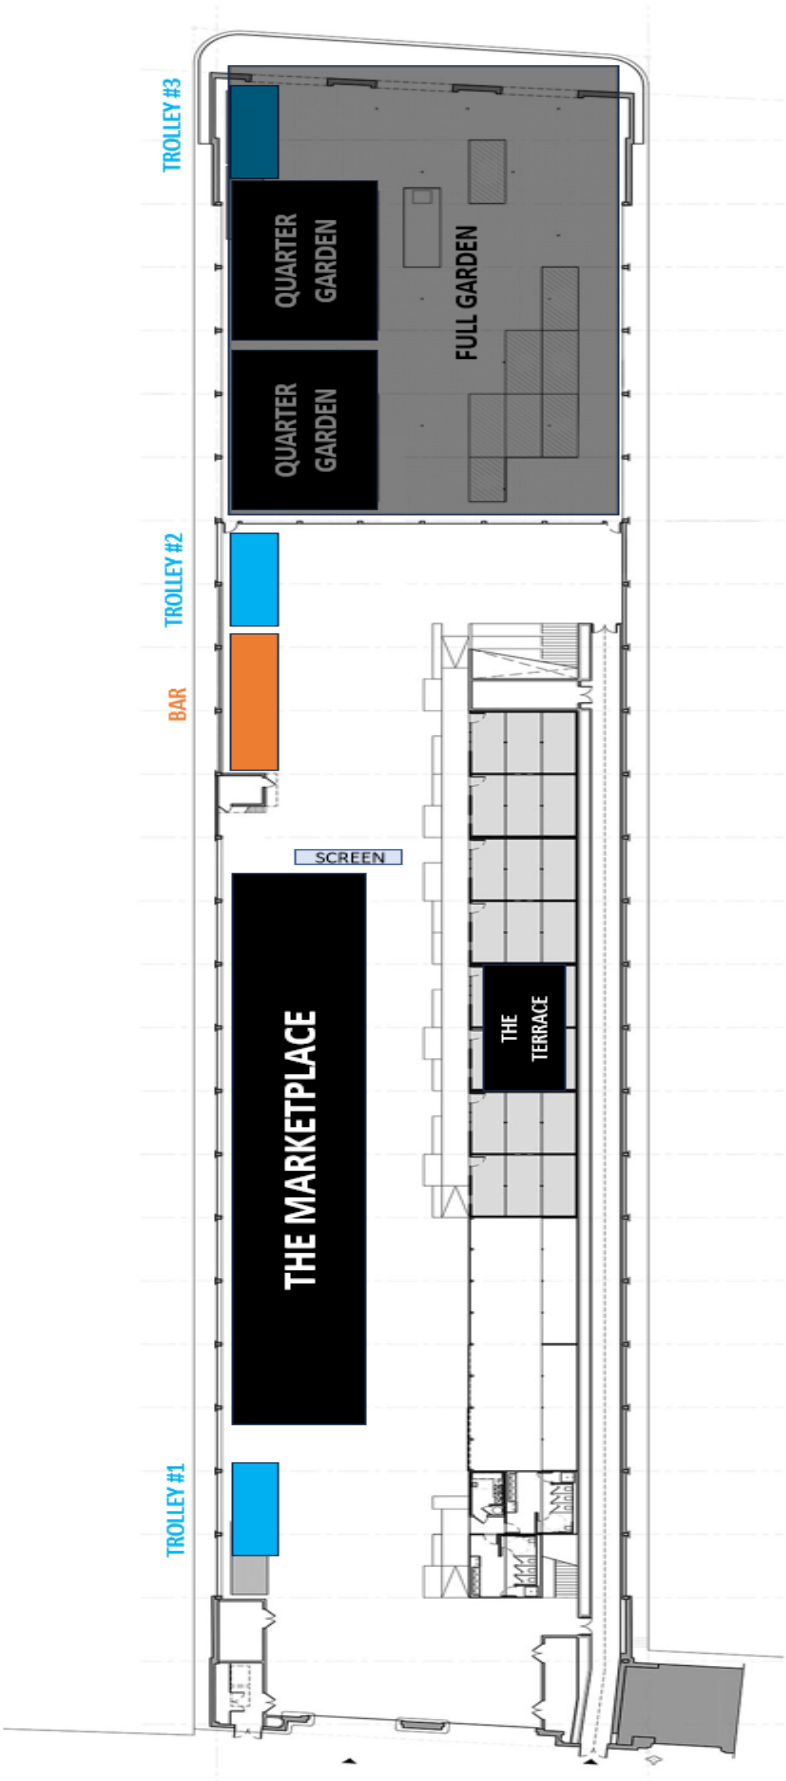 TROLLEY #3
QUARTER
GARDEN
FULL GARDEN
QUARTER
GARDEN
TROLLEY #2
BAR
SCREEN
THE
TERRACE
THE MARKETPLACE
TROLLEY #1